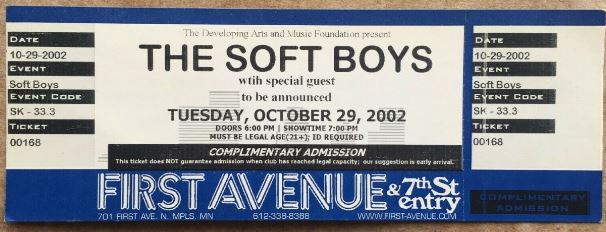 DATE
10-29-2002
EVENT
Soft Boys
EVENT CODE
SK - 33.3
TICKET
00168
The Developing Arts and Music Foundation present
THE SOFT BOYS
wtih special guest
to be announced
TUESDAY, OCTOBER 29, 2002
DOORS 6:00 PM | SHOWTIME 7:00 PM
MUST BE LEGAL AGE(21+); ID REQUIRED
COMPLIMENTARY ADMISSION
This ticket does NOT guarantee admission when club has reached legal capacity; our suggestion is early arrival.
FIRST AVENUE & 7th St entry
701 FIRST AVE. N. MPLS, MN 612-338-8388 WWW.FIRST-AVENUE.COM
DATE
10-29-2002
EVENT
Soft Boys
EVENT CODE
SK - 33.3
TICKET
00168
COMPLIMENTARY
ADMISSION